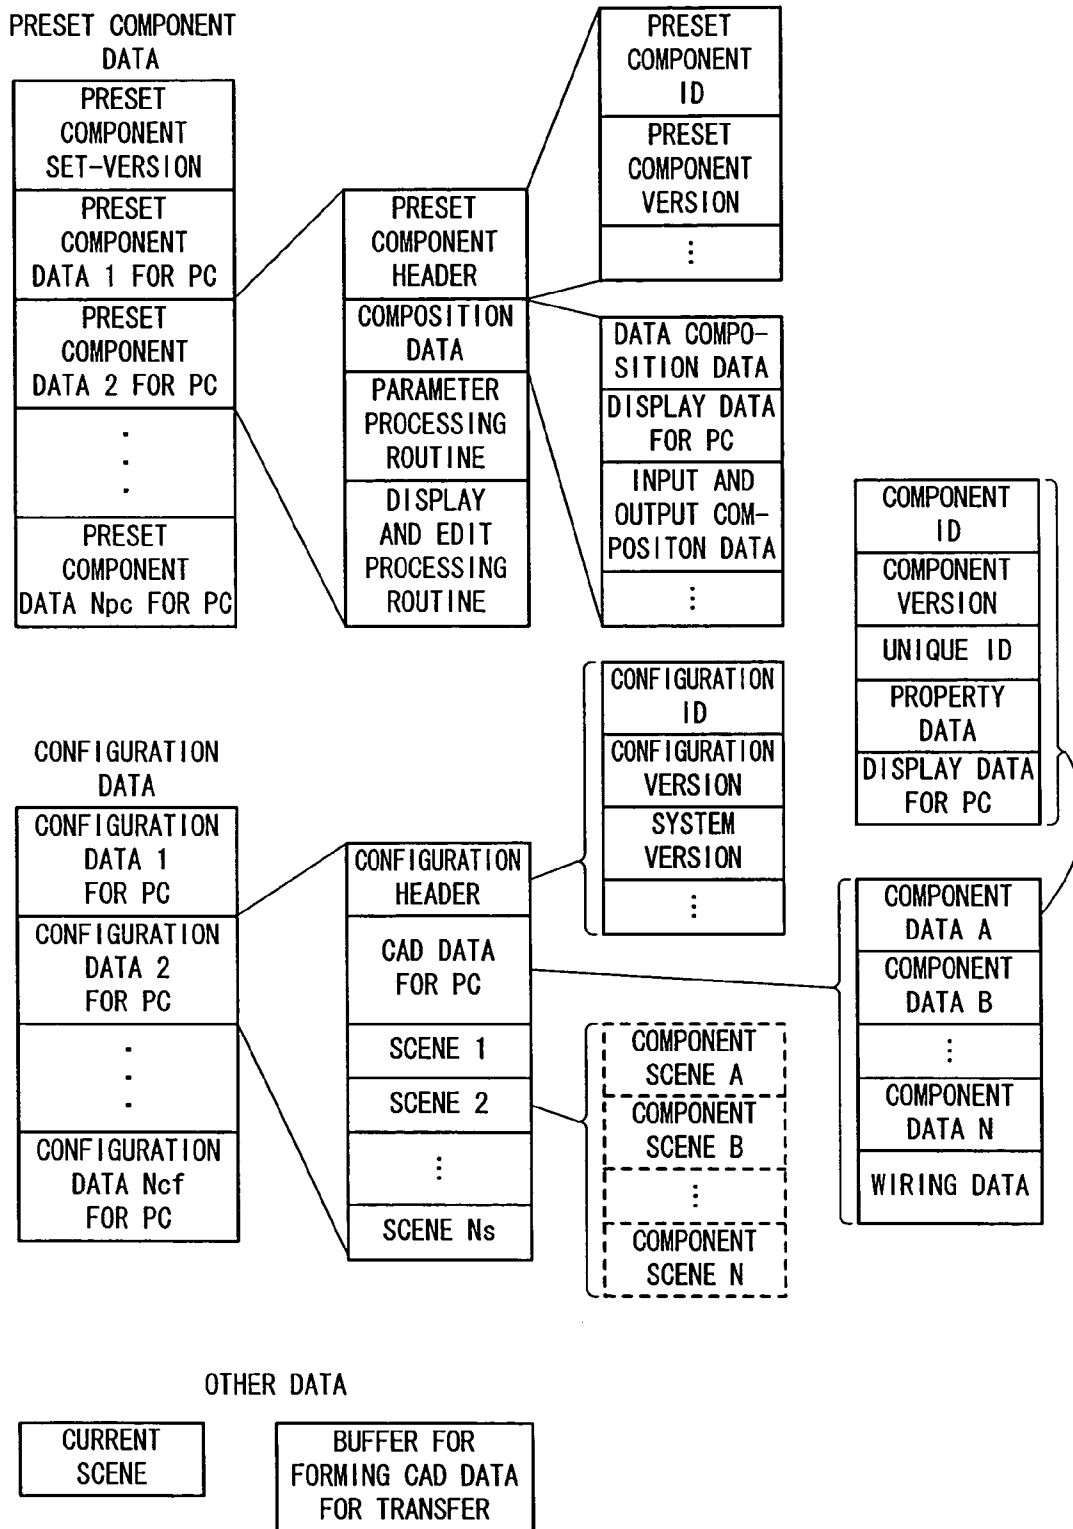 PRESET COMPONENT
DATA
PRESET
COMPONENT
SET-VERSION
PRESET
COMPONENT
DATA 1 FOR PC
PRESET
COMPONENT
DATA 2 FOR PC
PRESET
COMPONENT
DATA Npc FOR PC
PRESET
COMPONENT
HEADER
COMPOSITION
DATA
PARAMETER
PROCESSING
ROUTINE
DISPLAY
AND EDIT
PROCESSING
ROUTINE
PRESET
COMPONENT
ID
PRESET
COMPONENT
VERSION
DATA COMPO-
SITION DATA
DISPLAY DATA
FOR PC
INPUT AND
OUTPUT COM-
POSITON DATA
COMPONENT
ID
COMPONENT
VERSION
UNIQUE ID
PROPERTY
DATA
DISPLAY DATA
FOR PC
CONFIGURATION
DATA
CONFIGURATION
DATA 1
FOR PC
CONFIGURATION
DATA 2
FOR PC
CONFIGURATION
DATA Ncf
FOR PC
CONFIGURATION
HEADER
CAD DATA
FOR PC
SCENE 1
SCENE 2
SCENE Ns
CONFIGURATION
ID
CONFIGURATION
VERSION
SYSTEM
VERSION
COMPONENT
SCENE A
COMPONENT
SCENE B
COMPONENT
SCENE N
COMPONENT
DATA A
COMPONENT
DATA B
COMPONENT
DATA N
WIRING DATA
OTHER DATA
CURRENT
SCENE
BUFFER FOR
FORMING CAD DATA
FOR TRANSFER